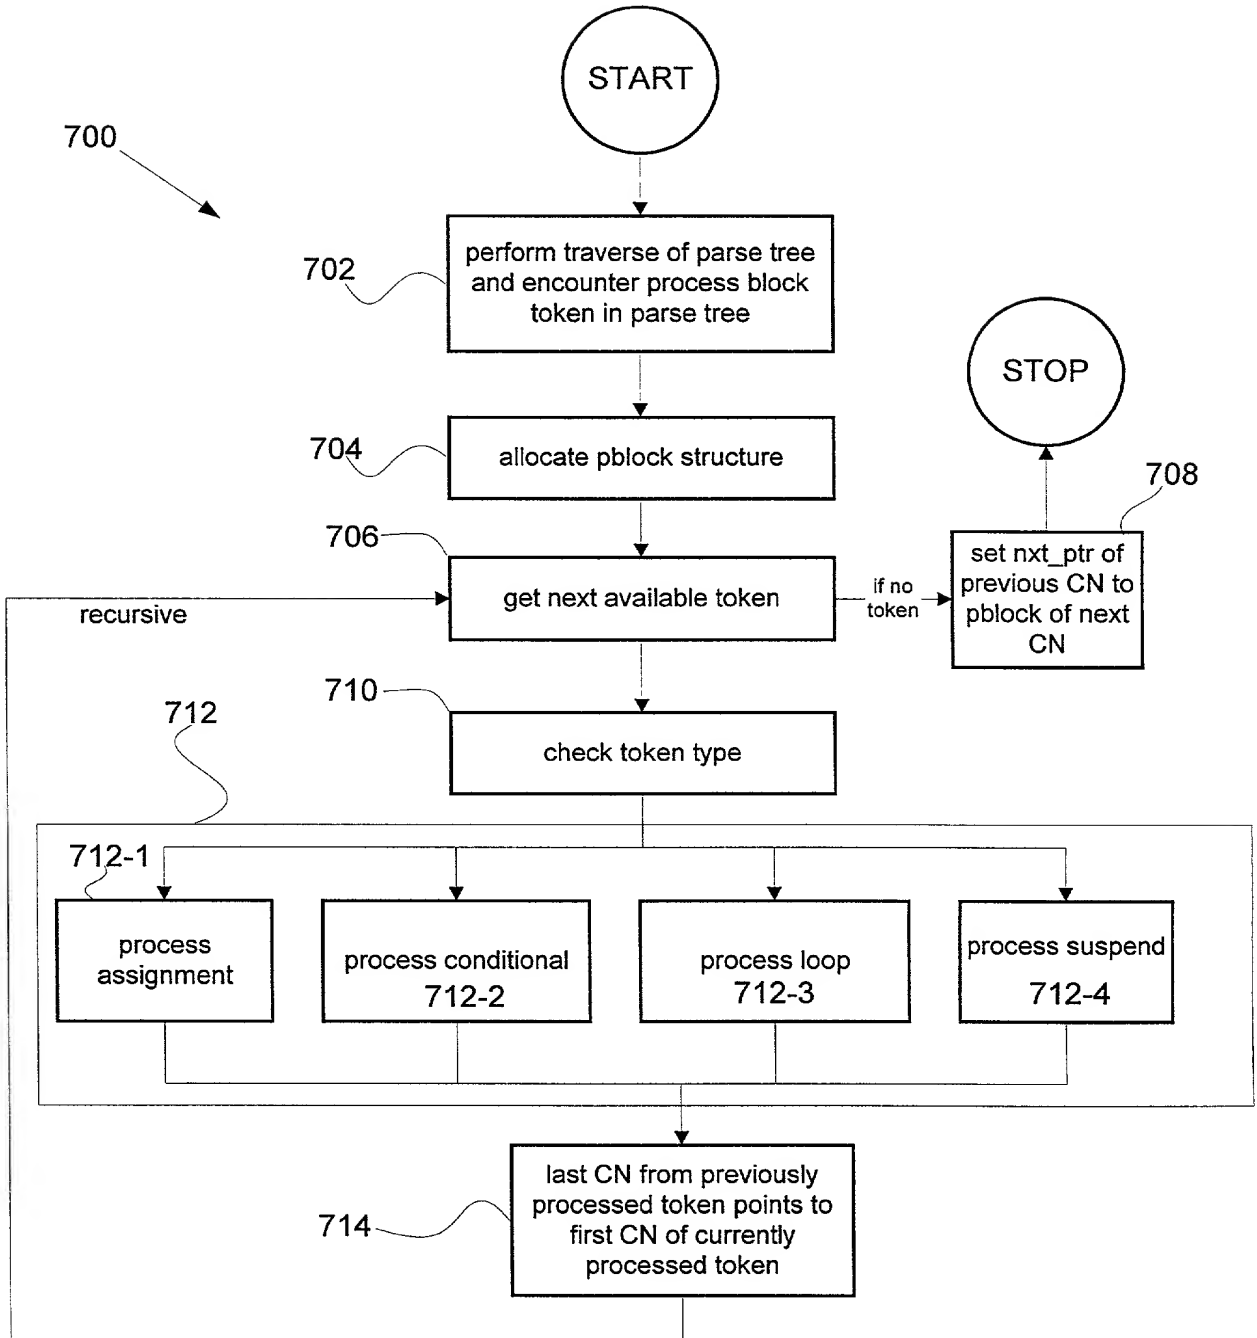 START
700
702
perform traverse of parse tree
and encounter process block
token in parse tree
STOP
704
allocate pblock structure
708
706
get next available token
if no
token
set nxt_ptr of
previous CN to
pblock of next
CN
recursive
710
check token type
712
712-1
process
assignment
process conditional
712-2
process loop
712-3
process suspend
712-4
714
last CN from previously
processed token points to
first CN of currently
processed token